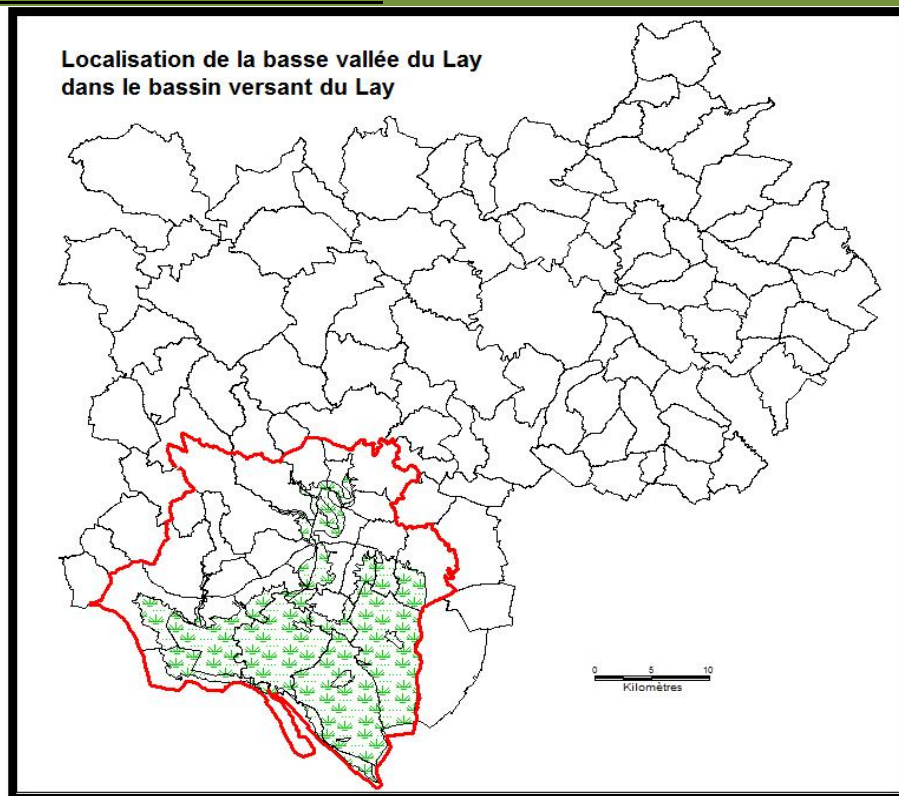 Localisation de la basse vallée du Lay
dans le bassin versant du Lay
0 5 10
Kilomètres